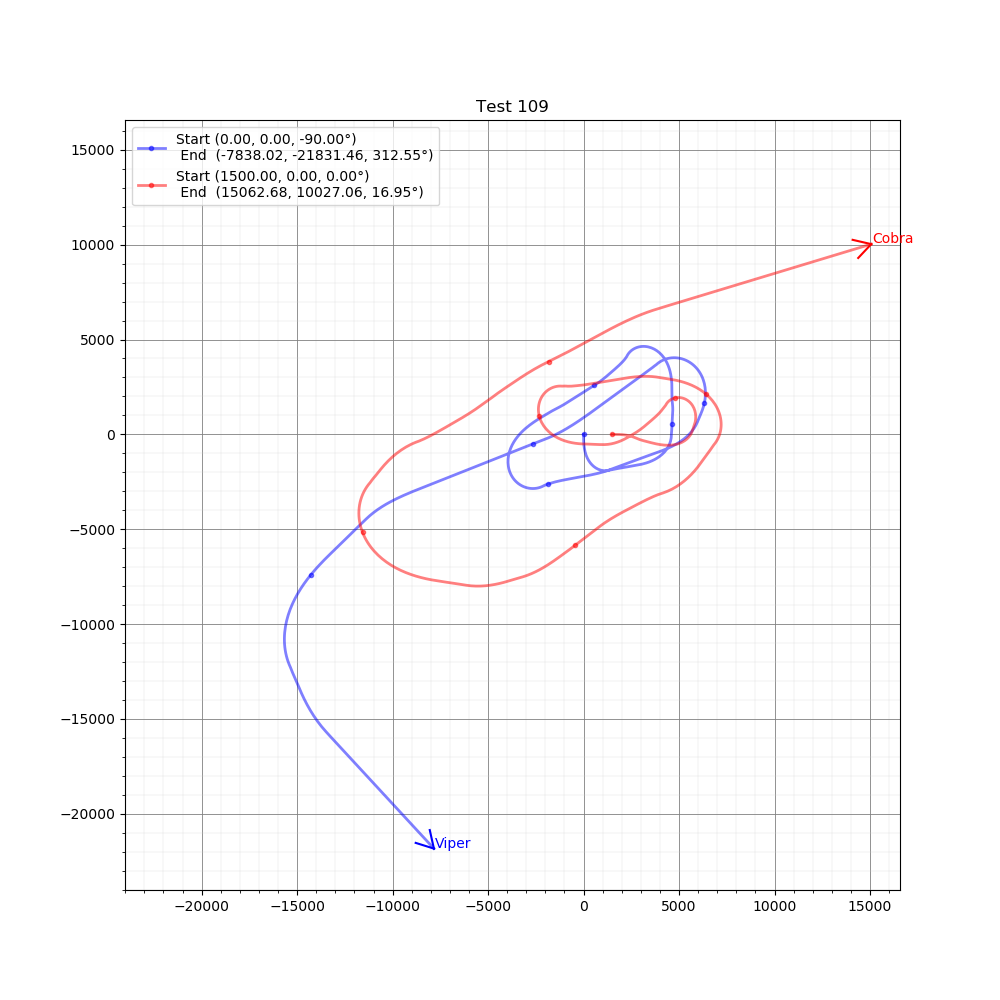 Test 109
Start (0.00, 0.00, -90.00°)
End  (-7838.02, -21831.46, 312.55°)
Start (1500.00, 0.00, 0.00°)
End  (15062.68, 10027.06, 16.95°)
15000
10000
5000
0
−5000
−10000
−15000
−20000
Cobra
Viper
−20000 −15000 −10000 −5000 0 5000 10000 15000